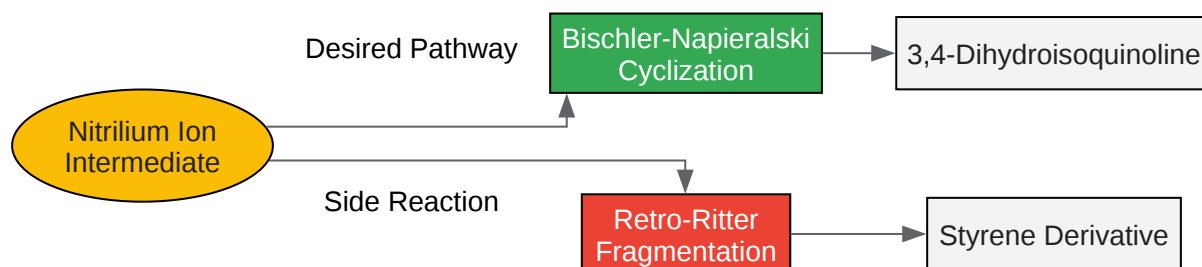 Desired Pathway
Bischler-Napieralski
Cyclization
3,4-Dihydroisoquinoline
Nitrilium Ion
Intermediate
Side Reaction
Retro-Ritter
Fragmentation
Styrene Derivative